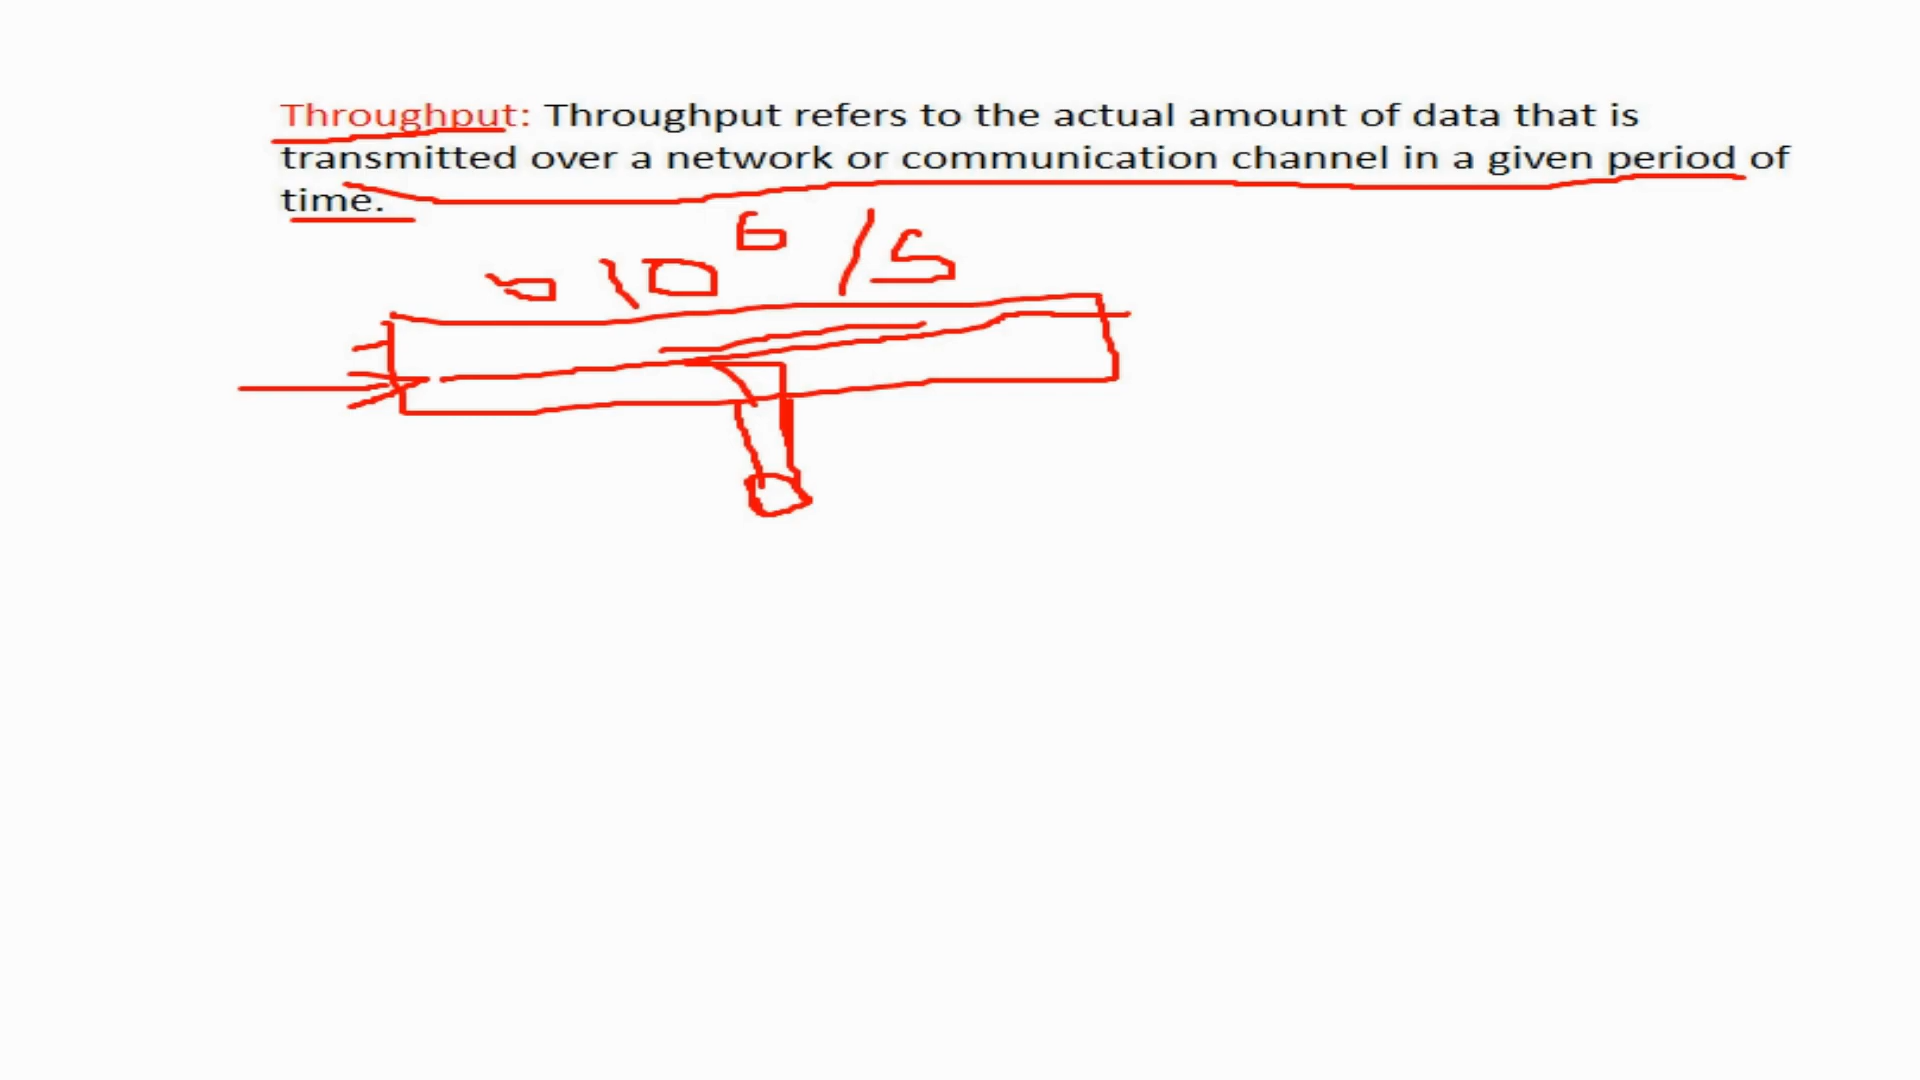 Throughput: Throughput refers to the actual amount of data that is
transmitted over a network or communication channel in a given period of
time.
10⁶ /s